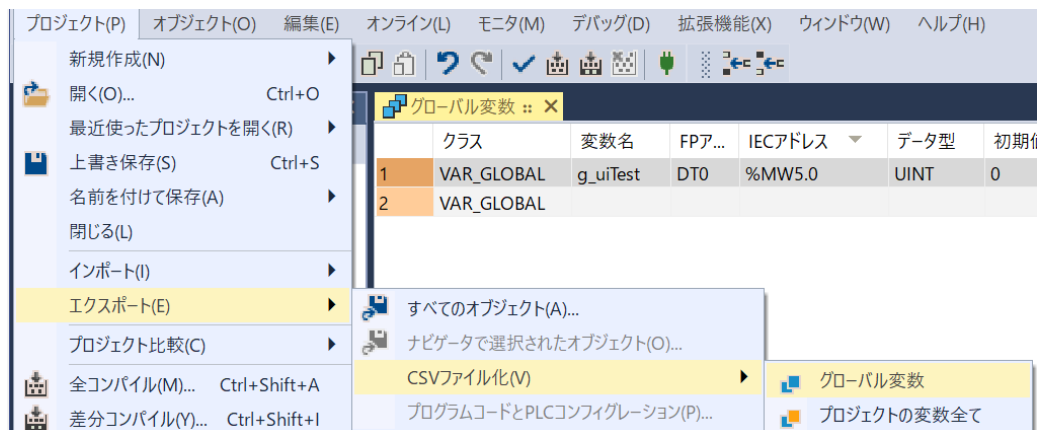 プロジェクト(P) オブジェクト(O) 編集(E) オンライン(L) モニタ(M) デバッグ(D) 拡張機能(X) ウィンドウ(W) ヘルプ(H)
新規作成(N)
開く(O)... Ctrl+O
最近使ったプロジェクトを開く(R)
上書き保存(S) Ctrl+S
名前を付けて保存(A)
閉じる(L)
インポート(I)
エクスポート(E)
プロジェクト比較(C)
全コンパイル(M)... Ctrl+Shift+A
差分コンパイル(Y)... Ctrl+Shift+I
グローバル変数
クラス 変数名 FPア... IECアドレス データ型 初期値
1 VAR_GLOBAL g_uiTest DT0 %MW5.0 UINT 0
2 VAR_GLOBAL
すべてのオブジェクト(A)...
ナビゲータで選択されたオブジェクト(O)...
CSVファイル化(V)
プログラムコードとPLCコンフィグレーション(P)...
グローバル変数
プロジェクトの変数全て